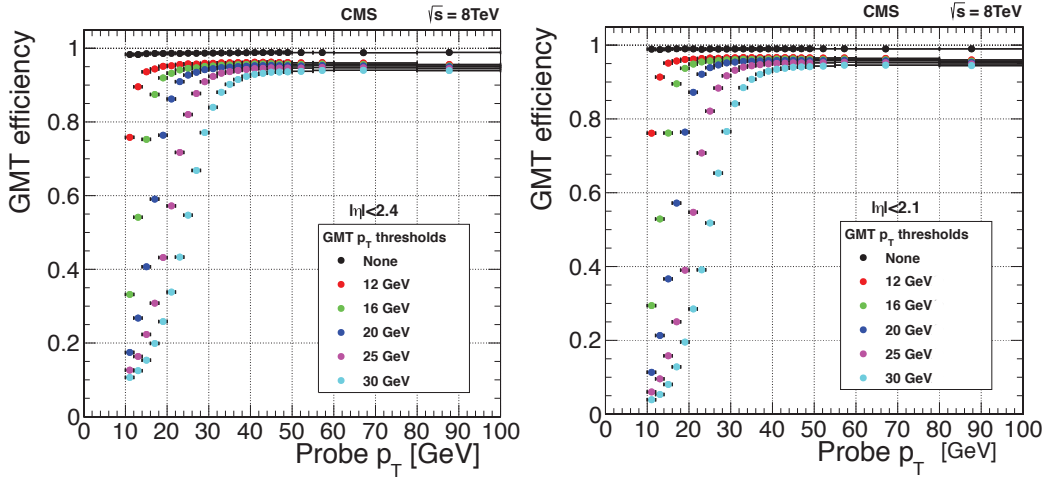 CMS √s = 8TeV
GMT efficiency
1
0.8
0.6
0.4
0.2
0
|η|<2.4
GMT pT thresholds
None
12 GeV
16 GeV
20 GeV
25 GeV
30 GeV
0 10 20 30 40 50 60 70 80 90 100
Probe pT [GeV]
CMS √s = 8TeV
GMT efficiency
1
0.8
0.6
0.4
0.2
0
|η|<2.1
GMT pT thresholds
None
12 GeV
16 GeV
20 GeV
25 GeV
30 GeV
0 10 20 30 40 50 60 70 80 90 100
Probe pT [GeV]